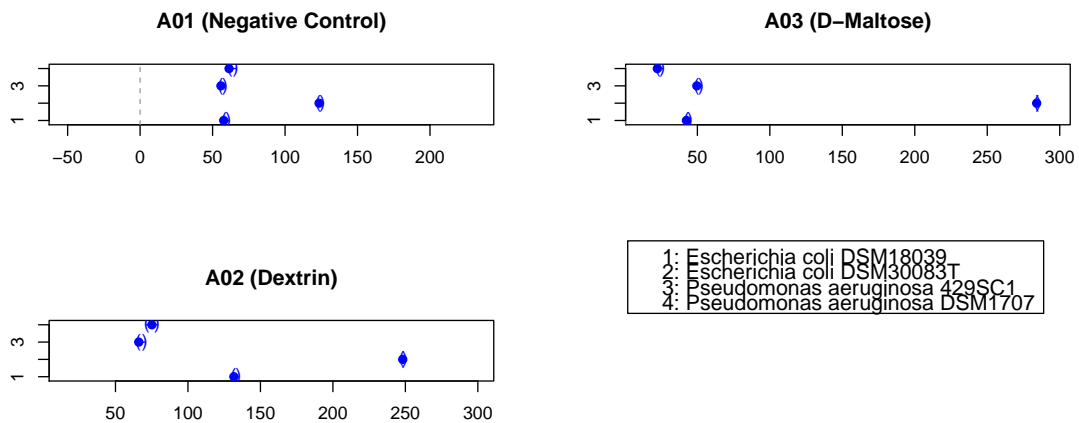 A01 (Negative Control)
3
1
−50 0 50 100 150 200
A03 (D−Maltose)
3
1
50 100 150 200 250 300
A02 (Dextrin)
3
1
50 100 150 200 250 300
1: Escherichia coli DSM18039
2: Escherichia coli DSM30083T
3: Pseudomonas aeruginosa 429SC1
4: Pseudomonas aeruginosa DSM1707